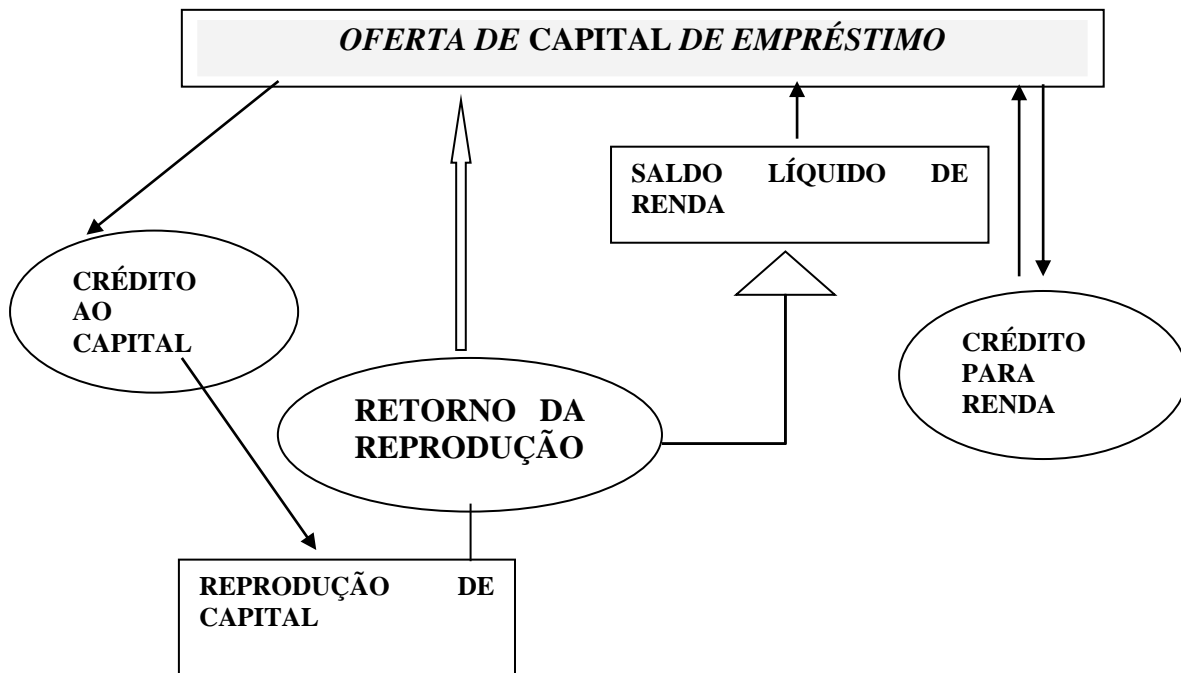 OFERTA DE CAPITAL DE EMPRÉSTIMO
SALDO LÍQUIDO DE
RENDA
CRÉDITO
AO
CAPITAL
CRÉDITO
PARA
RENDA
RETORNO DA
REPRODUÇÃO
REPRODUÇÃO DE
CAPITAL